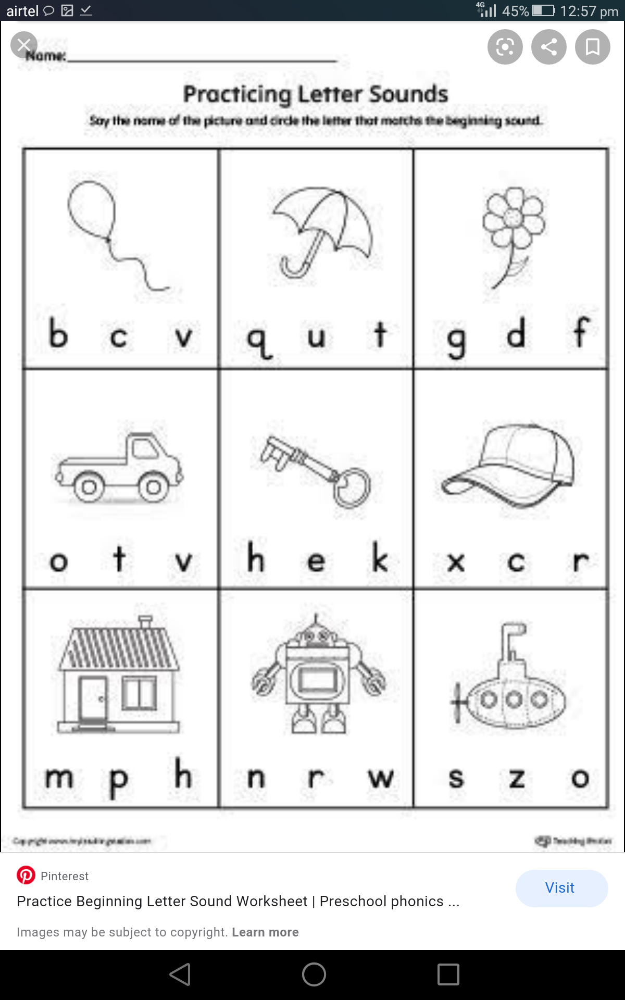 airtel 4G 45% 12:57 pm
Name:
Practicing Letter Sounds
Say the name of the picture and circle the letter that matchs the beginning sound.
b c v q u t g d f
o t v h e k x c r
m p h n r w s z o
Copyright
Pinterest
Visit
Practice Beginning Letter Sound Worksheet | Preschool phonics ...
Images may be subject to copyright. Learn more